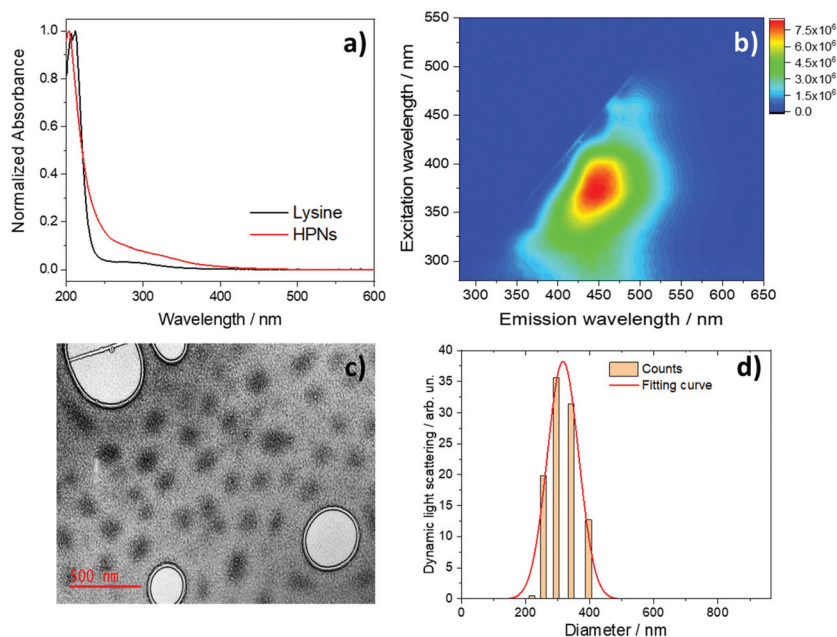 a)
1.0
0.8
0.6
0.4
0.2
0.0
Normalized Absorbance
Lysine
HPNs
200 300 400 500 600
Wavelength / nm
b)
550
500
450
400
350
300
Excitation wavelength / nm
7.5x10⁶
6.0x10⁶
4.5x10⁶
3.0x10⁶
1.5x10⁶
0.0
300 350 400 450 500 550 600 650
Emission wavelength / nm
c)
500 nm
d)
40
35
30
25
20
15
10
5
0
Dynamic light scattering / arb. un.
Counts
Fitting curve
0 200 400 600 800
Diameter / nm